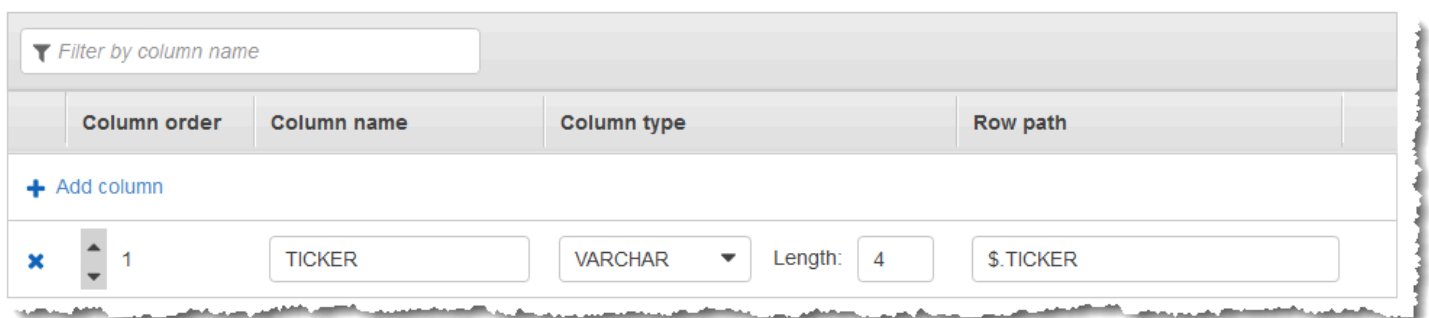 Filter by column name
Column order Column name Column type Row path
Add column
1 TICKER VARCHAR Length: 4 $.TICKER